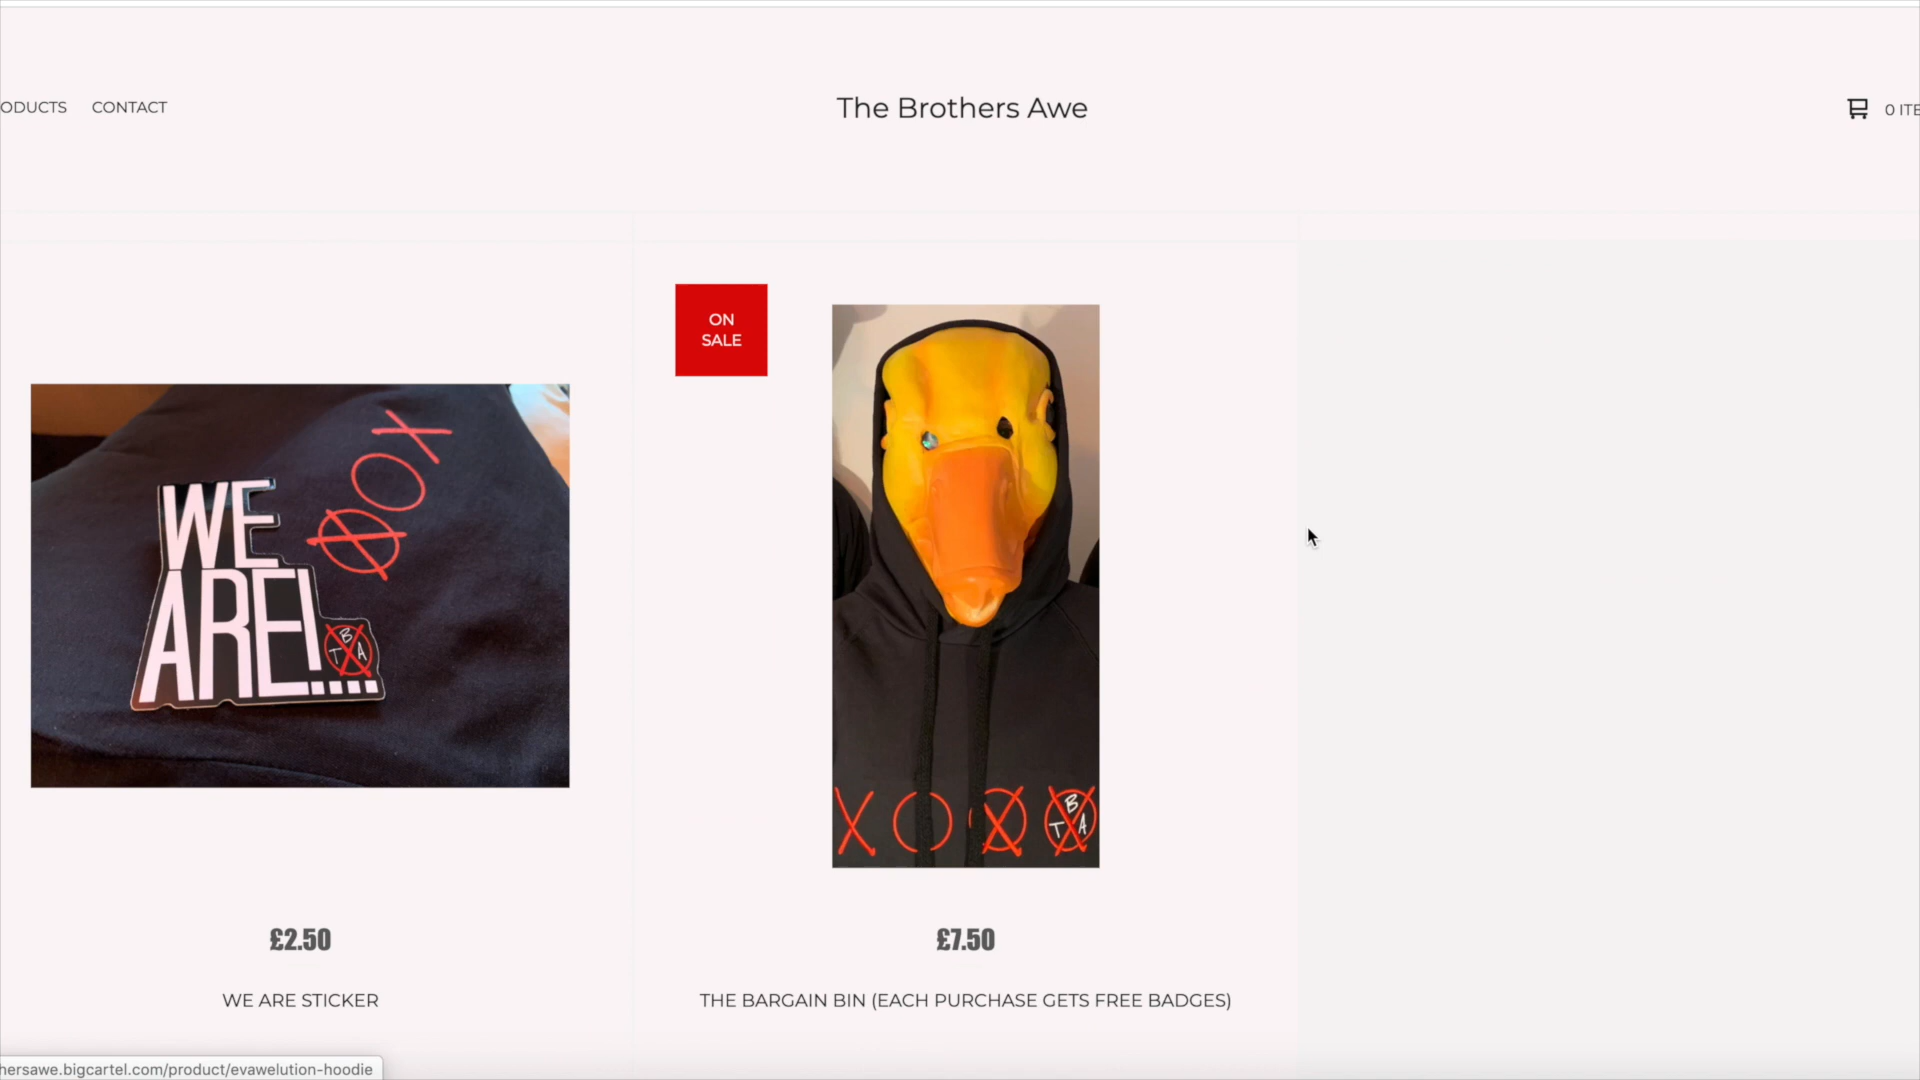 ODUCTS CONTACT
The Brothers Awe
0 ITE
ON
SALE
WE
ARE!....
B
T A
X O
B
T A
£2.50
£7.50
WE ARE STICKER
THE BARGAIN BIN (EACH PURCHASE GETS FREE BADGES)
hersawe.bigcartel.com/product/evawelution-hoodie